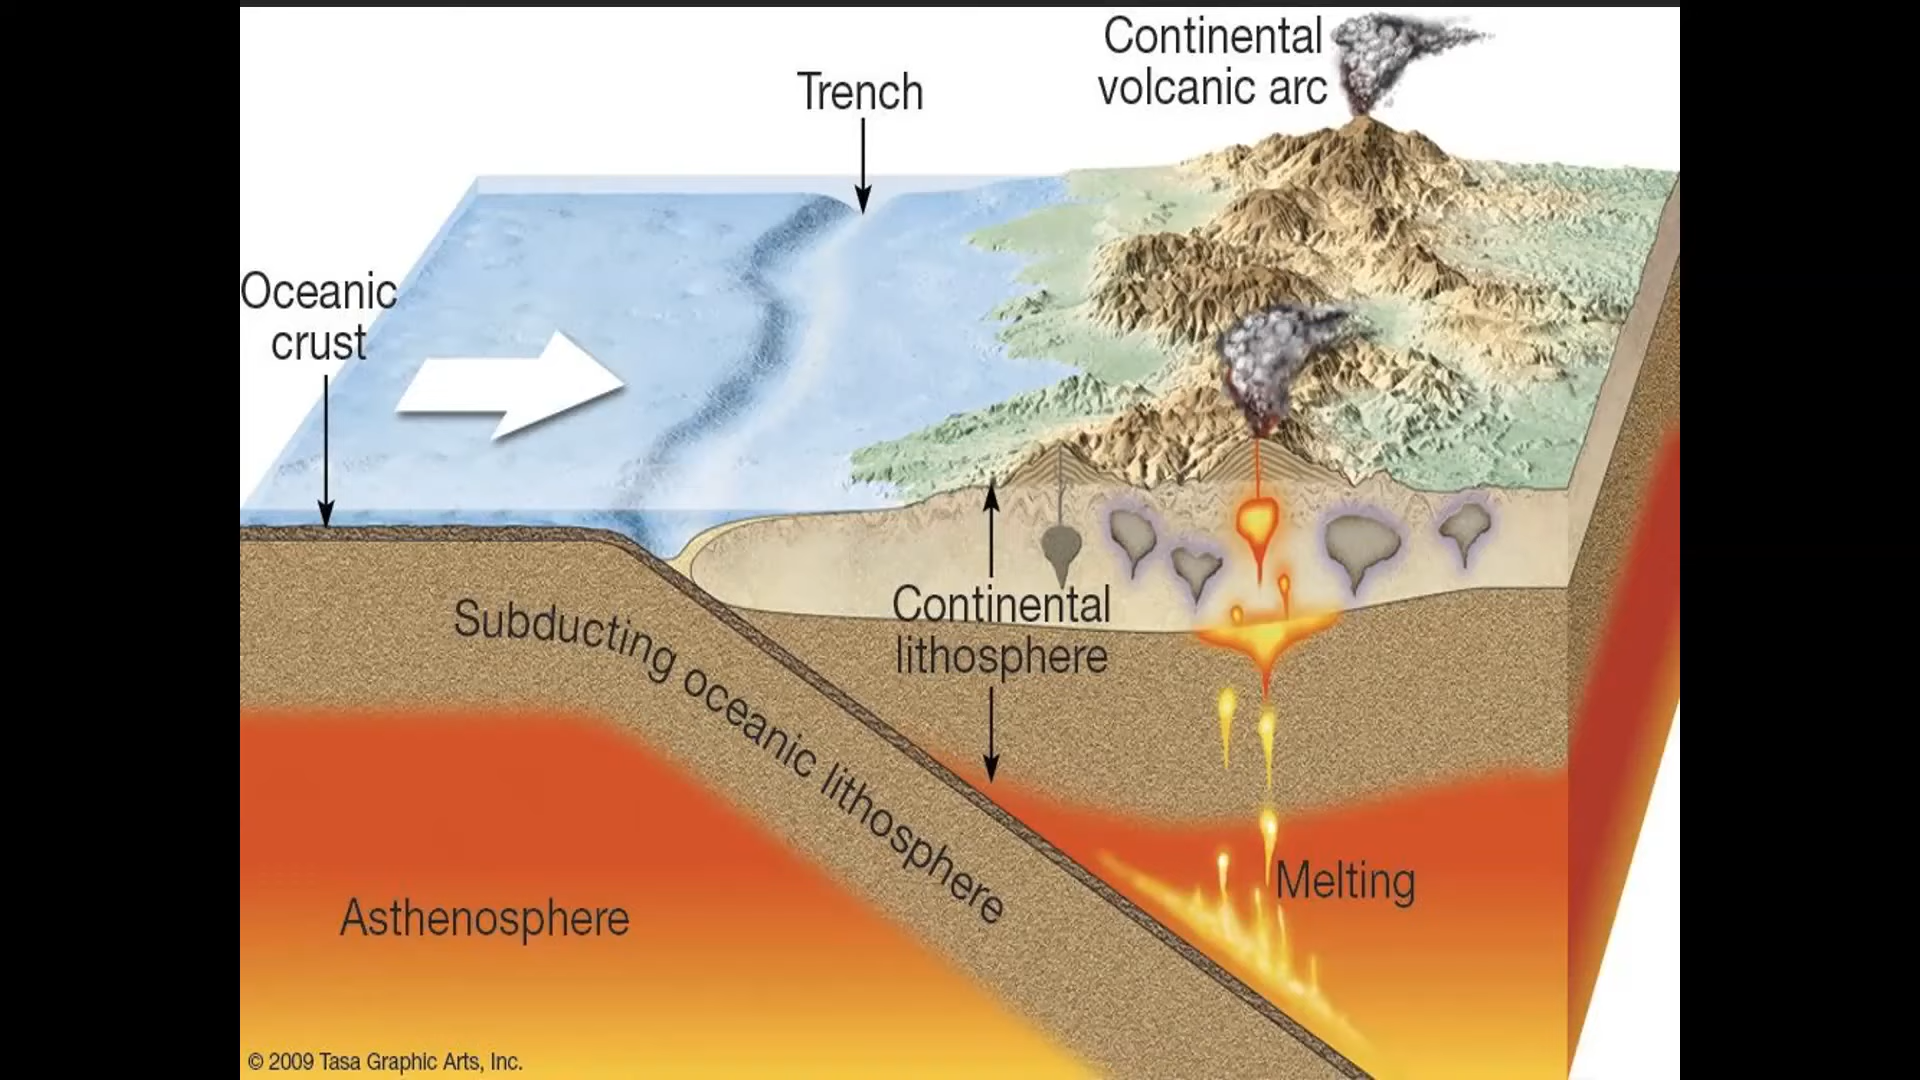 Continental
volcanic arc
Trench
Oceanic
crust
Continental
lithosphere
Subducting oceanic lithosphere
Melting
Asthenosphere
© 2009 Tasa Graphic Arts, Inc.